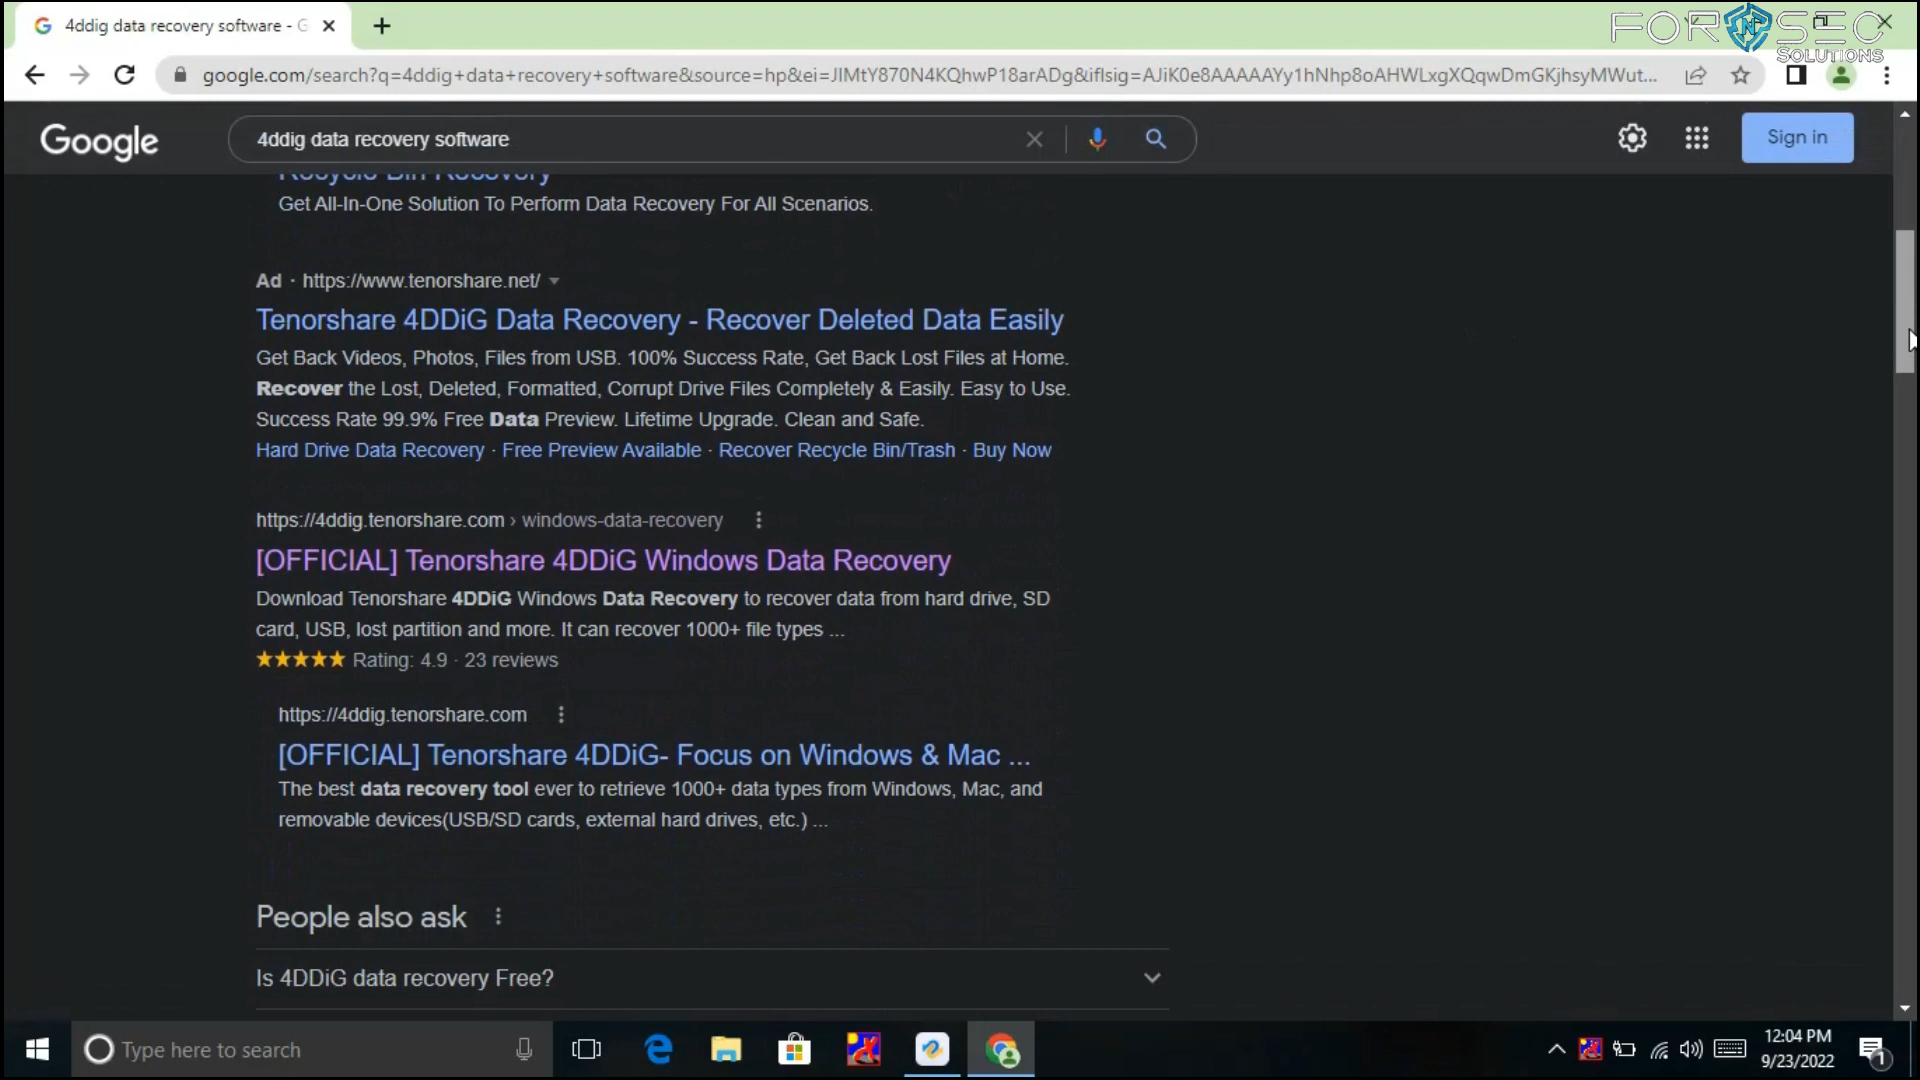 4ddig data recovery software - G
FORNSEC
SOLUTIONS
google.com/search?q=4ddig+data+recovery+software&source=hp&ei=JIMtY870N4KQhwP18arADg&iflsig=AJiK0e8AAAAAYy1hNhp8oAHWLxgXQqwDmGKjhsyMWut...
Google
4ddig data recovery software
Sign in
Recycle Bin Recovery
Get All-In-One Solution To Perform Data Recovery For All Scenarios.
Ad · https://www.tenorshare.net/
Tenorshare 4DDiG Data Recovery - Recover Deleted Data Easily
Get Back Videos, Photos, Files from USB. 100% Success Rate, Get Back Lost Files at Home.
Recover the Lost, Deleted, Formatted, Corrupt Drive Files Completely & Easily. Easy to Use.
Success Rate 99.9% Free Data Preview. Lifetime Upgrade. Clean and Safe.
Hard Drive Data Recovery · Free Preview Available · Recover Recycle Bin/Trash · Buy Now
https://4ddig.tenorshare.com › windows-data-recovery
[OFFICIAL] Tenorshare 4DDiG Windows Data Recovery
Download Tenorshare 4DDiG Windows Data Recovery to recover data from hard drive, SD
card, USB, lost partition and more. It can recover 1000+ file types ...
Rating: 4.9 · 23 reviews
https://4ddig.tenorshare.com
[OFFICIAL] Tenorshare 4DDiG- Focus on Windows & Mac ...
The best data recovery tool ever to retrieve 1000+ data types from Windows, Mac, and
removable devices(USB/SD cards, external hard drives, etc.) ...
People also ask
Is 4DDiG data recovery Free?
Type here to search
12:04 PM
9/23/2022
1